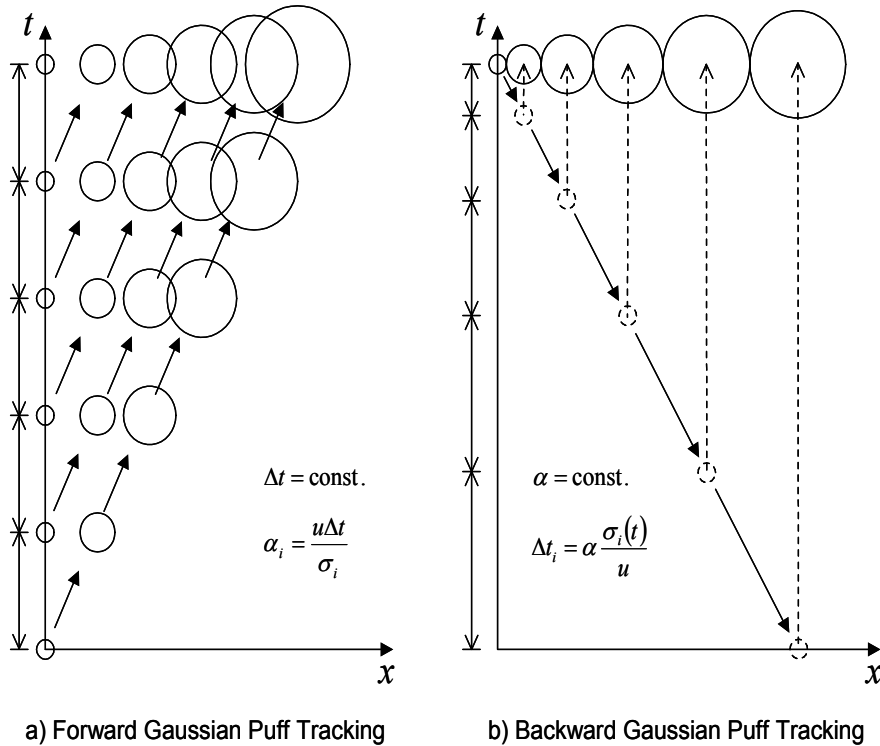 t
Δt = const.
α_i = uΔt / σ_i
x
a) Forward Gaussian Puff Tracking
t
α = const.
Δt_i = α σ_i(t) / u
x
b) Backward Gaussian Puff Tracking